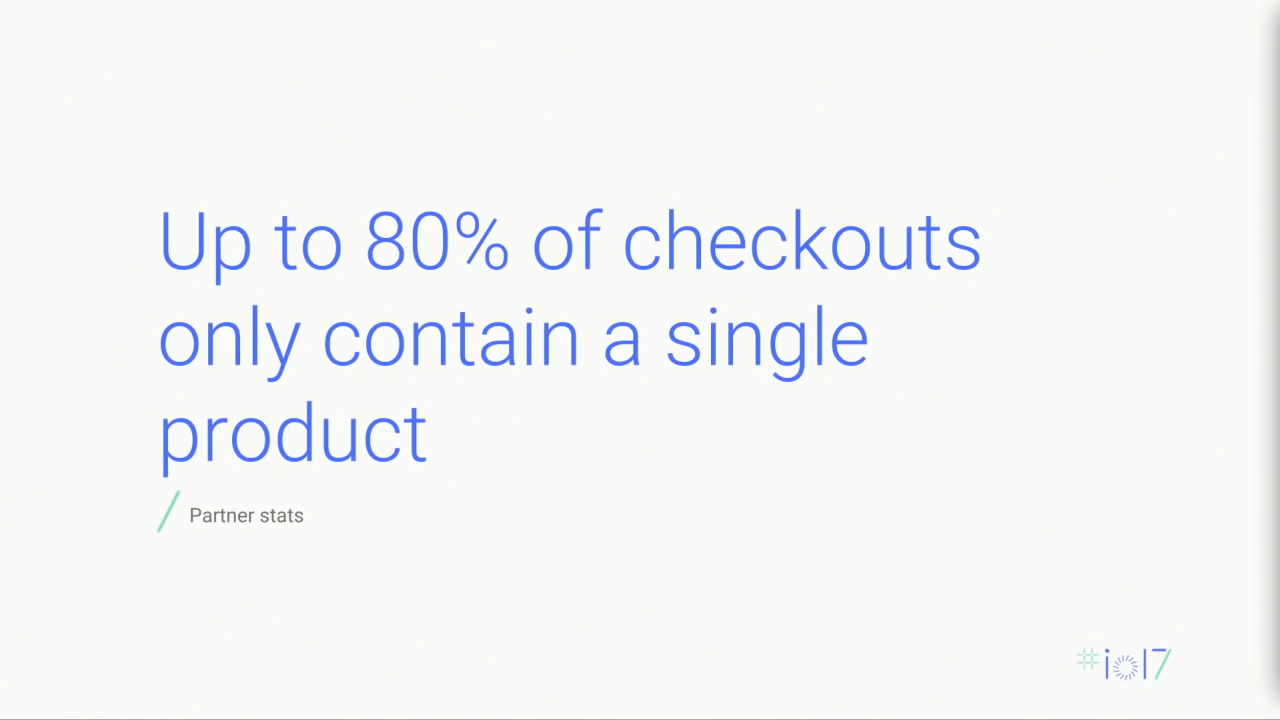 Up to 80% of checkouts
only contain a single
product
Partner stats
#io17